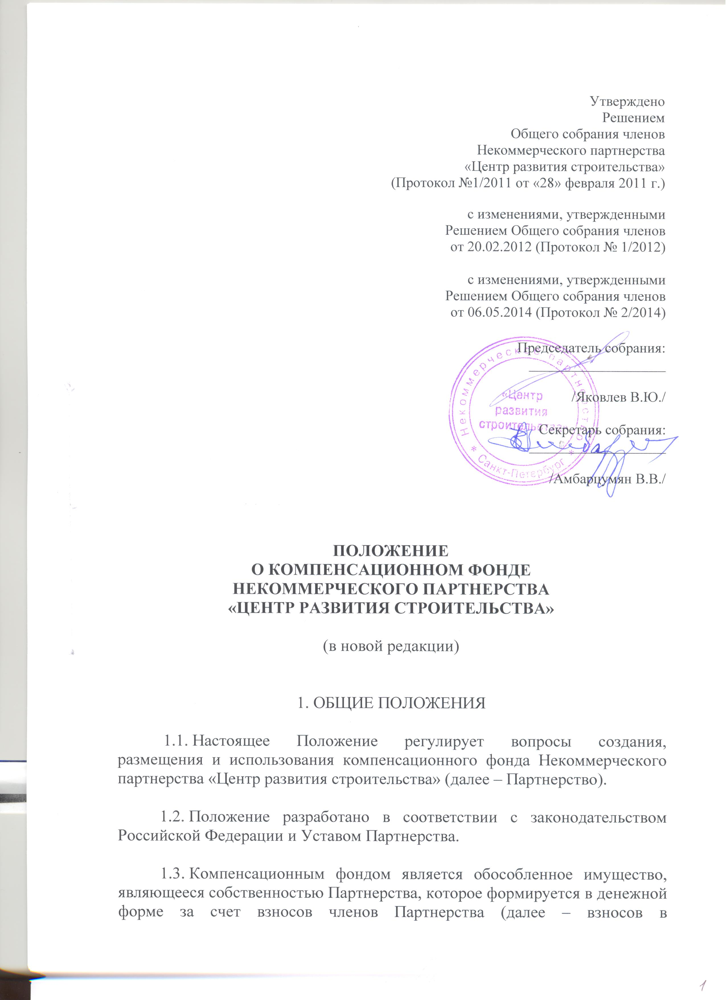 Утверждено
Решением
Общего собрания членов
Некоммерческого партнерства
«Центр развития строительства»
(Протокол №1/2011 от «28» февраля 2011 г.)
с изменениями, утвержденными
Решением Общего собрания членов
от 20.02.2012 (Протокол № 1/2012)
с изменениями, утвержденными
Решением Общего собрания членов
от 06.05.2014 (Протокол № 2/2014)
Председатель собрания:
/Яковлев В.Ю./
Секретарь собрания:
/Амбарцумян В.В./
Некоммерческое партнерство
* Санкт-Петербург *
«Центр
развития
строительства»
ПОЛОЖЕНИЕ
О КОМПЕНСАЦИОННОМ ФОНДЕ
НЕКОММЕРЧЕСКОГО ПАРТНЕРСТВА
«ЦЕНТР РАЗВИТИЯ СТРОИТЕЛЬСТВА»
(в новой редакции)
1. ОБЩИЕ ПОЛОЖЕНИЯ
1.1. Настоящее Положение регулирует вопросы создания,
размещения и использования компенсационного фонда Некоммерческого
партнерства «Центр развития строительства» (далее – Партнерство).
1.2. Положение разработано в соответствии с законодательством
Российской Федерации и Уставом Партнерства.
1.3. Компенсационным фондом является обособленное имущество,
являющееся собственностью Партнерства, которое формируется в денежной
форме за счет взносов членов Партнерства (далее – взносов в
1